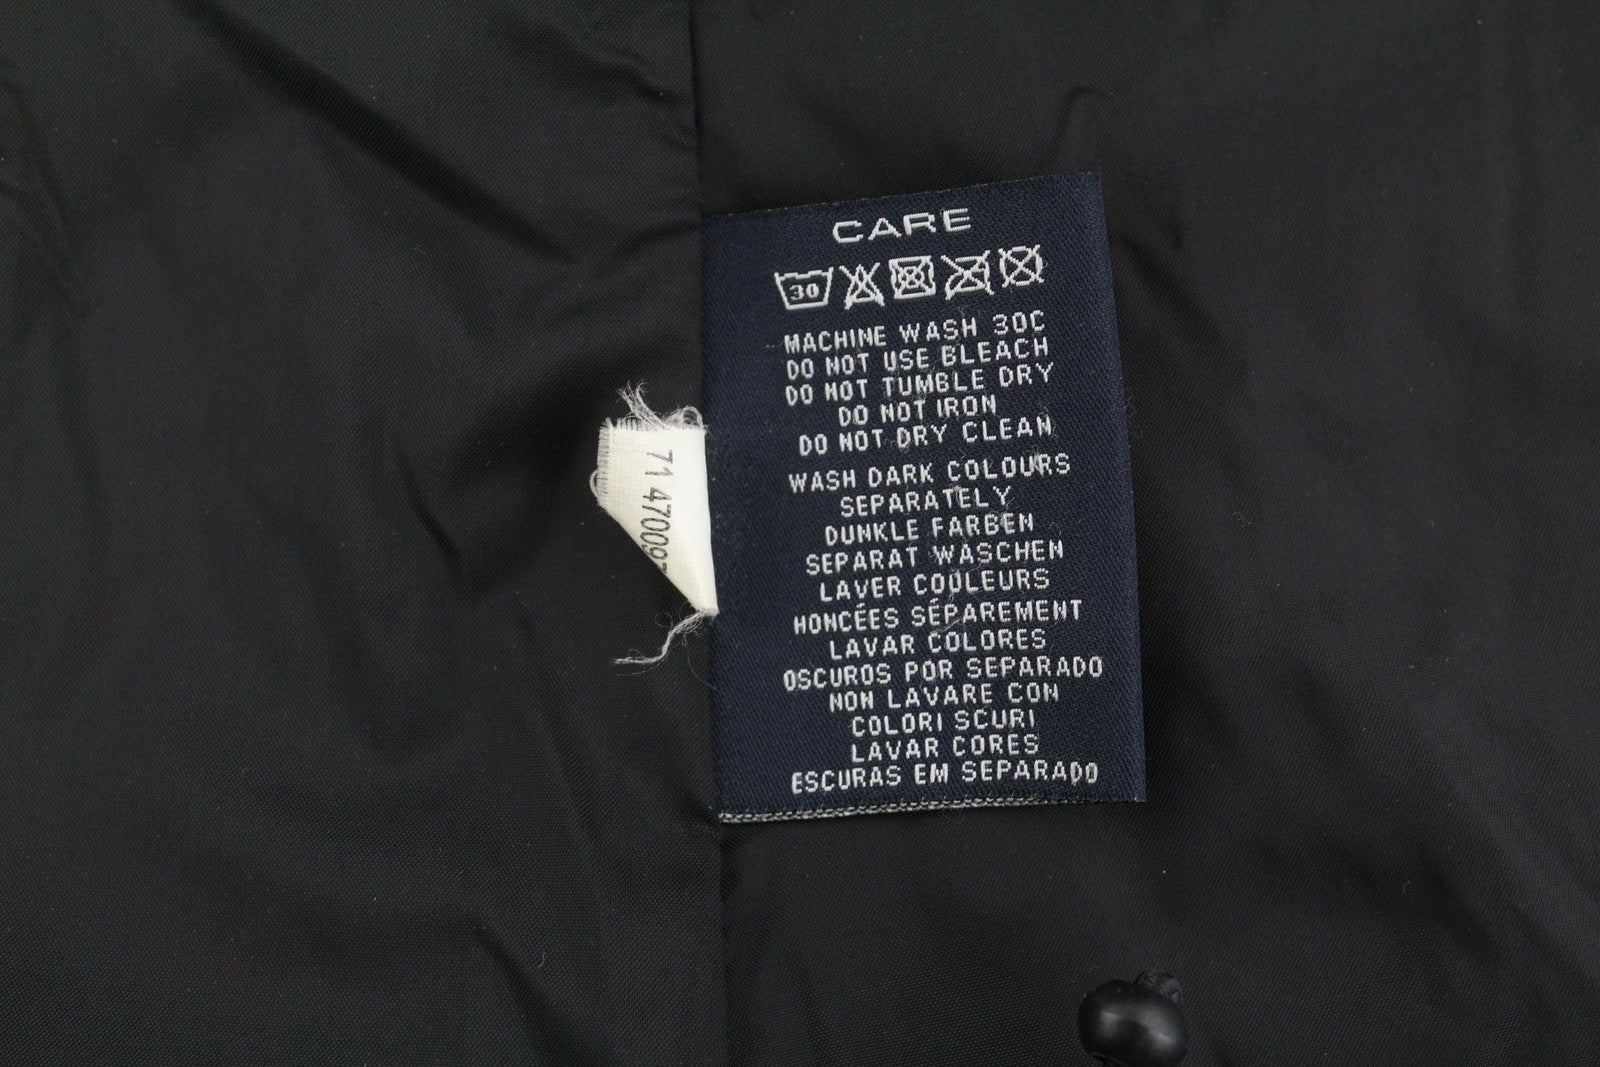 CARE
30
MACHINE WASH 30C
DO NOT USE BLEACH
DO NOT TUMBLE DRY
DO NOT IRON
DO NOT DRY CLEAN
WASH DARK COLOURS
SEPARATELY
DUNKLE FARBEN
SEPARAT WASCHEN
LAVER COULEURS
HONCÉES SÉPAREMENT
LAVAR COLORES
OSCUROS POR SEPARADO
NON LAVARE CON
COLORI SCURI
LAVAR CORES
ESCURAS EM SEPARADO
71 47009